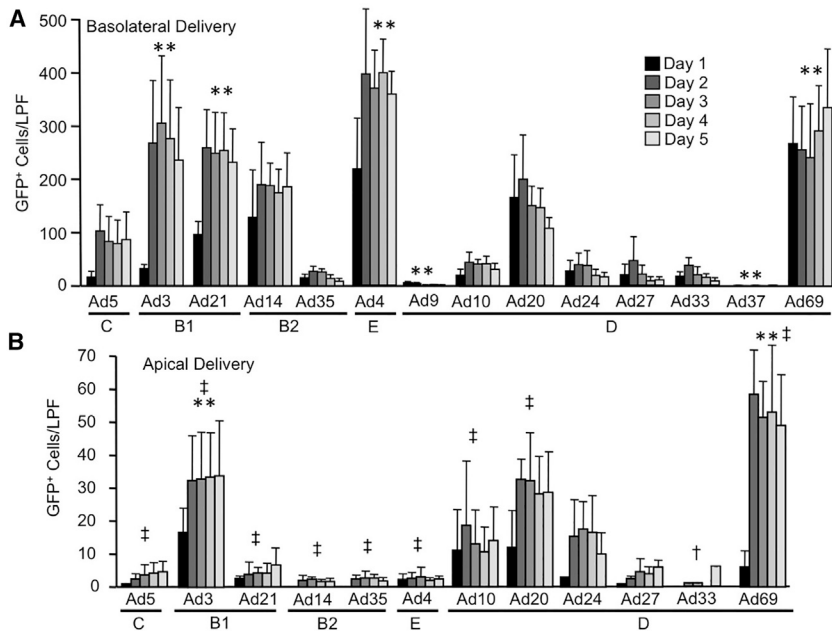 A
Basolateral Delivery
500
400
300
200
100
0
GFP+ Cells/LPF
** ** ** ** ** **
Day 1
Day 2
Day 3
Day 4
Day 5
Ad5 Ad3 Ad21 Ad14 Ad35 Ad4 Ad9 Ad10 Ad20 Ad24 Ad27 Ad33 Ad37 Ad69
C B1 B2 E D
B
Apical Delivery
70
60
50
40
30
20
10
0
GFP+ Cells/LPF
‡ ‡ ** ‡ ‡ ‡ ‡ ‡ ‡ † ** ‡
Ad5 Ad3 Ad21 Ad14 Ad35 Ad4 Ad10 Ad20 Ad24 Ad27 Ad33 Ad69
C B1 B2 E D